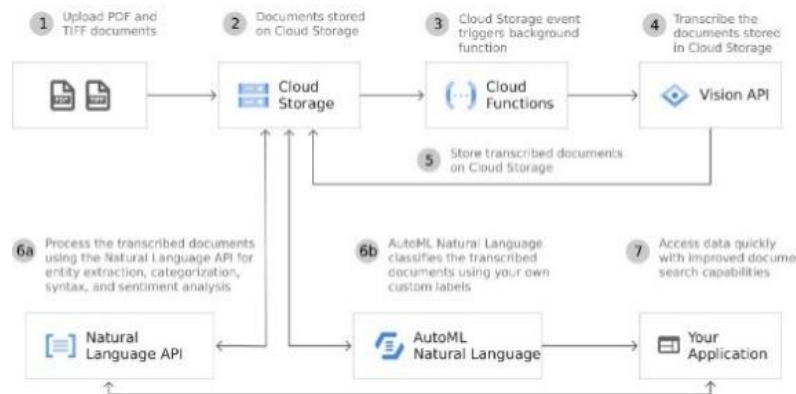 1 Upload PDF and
TIFF documents
2 Documents stored
on Cloud Storage
3 Cloud Storage event
triggers background
function
4 Transcribe the
documents stored
in Cloud Storage
PDF TIFF
Cloud
Storage
Cloud
Functions
Vision API
5 Store transcribed documents
on Cloud Storage
6a Process the transcribed documents
using the Natural Language API for
entity extraction, categorization,
syntax, and sentiment analysis
6b AutoML Natural Language
classifies the transcribed
documents using your own
custom labels
7 Access data quickly
with improved docume
search capabilities
Natural
Language API
AutoML
Natural Language
Your
Application